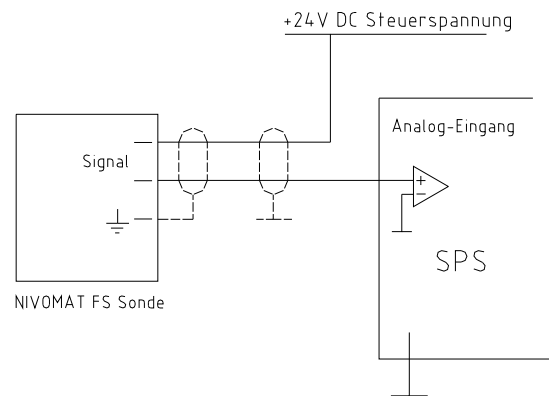 +24V DC Steuerspannung
Analog-Eingang
Signal
+
−
SPS
NIVOMAT FS Sonde